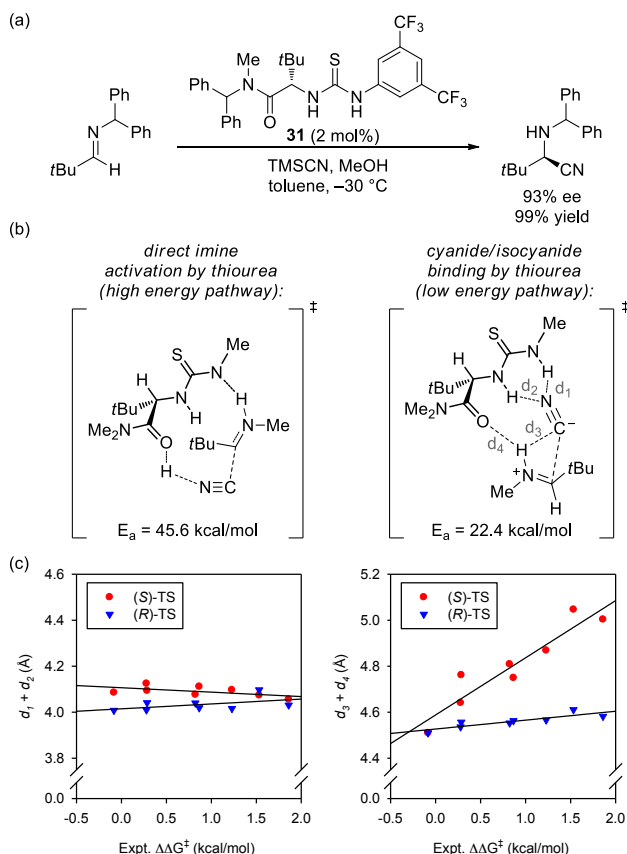 (a)
Ph
Ph
N
Me
O
tBu
N
H
S
N
H
CF3
CF3
31 (2 mol%)
TMSCN, MeOH
toluene, –30 °C
Ph
N
Ph
tBu
H
Ph
HN
Ph
tBu
CN
93% ee
99% yield
(b)
direct imine
activation by thiourea
(high energy pathway):
S
H
N
Me
N
tBu
H
H
Me2N
O
N
Me
tBu
H
N≡C
‡
Ea = 45.6 kcal/mol
cyanide/isocyanide
binding by thiourea
(low energy pathway):
Me
S
H
N
N
H
d2
d1
tBu
H
N
Me2N
O
d3
C
–
d4
H
N
+
Me
tBu
H
‡
Ea = 22.4 kcal/mol
(c)
4.6
4.4
4.2
4.0
3.8
0.0
d1 + d2 (Å)
(S)-TS
(R)-TS
-0.5 0.0 0.5 1.0 1.5 2.0
Expt. ΔΔG‡ (kcal/mol)
5.2
5.0
4.8
4.6
4.4
0.0
d3 + d4 (Å)
(S)-TS
(R)-TS
-0.5 0.0 0.5 1.0 1.5 2.0
Expt. ΔΔG‡ (kcal/mol)